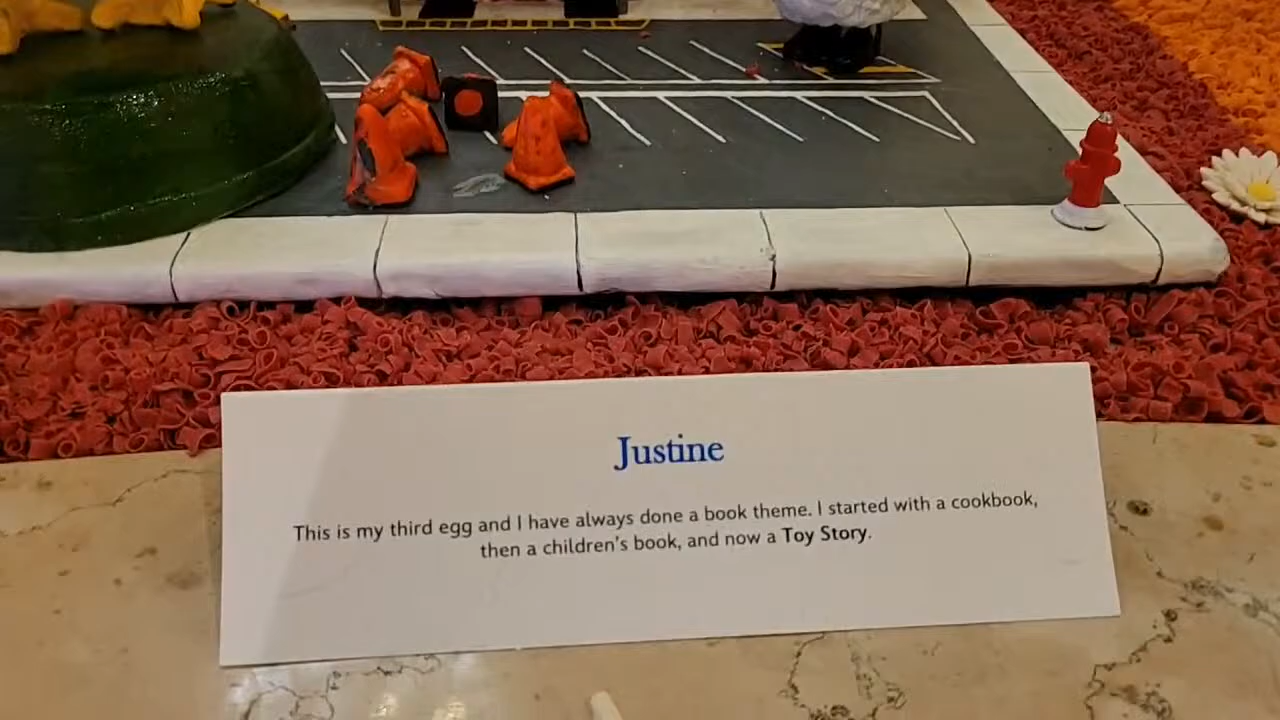 Justine
This is my third egg and I have always done a book theme. I started with a cookbook,
then a children's book, and now a Toy Story.